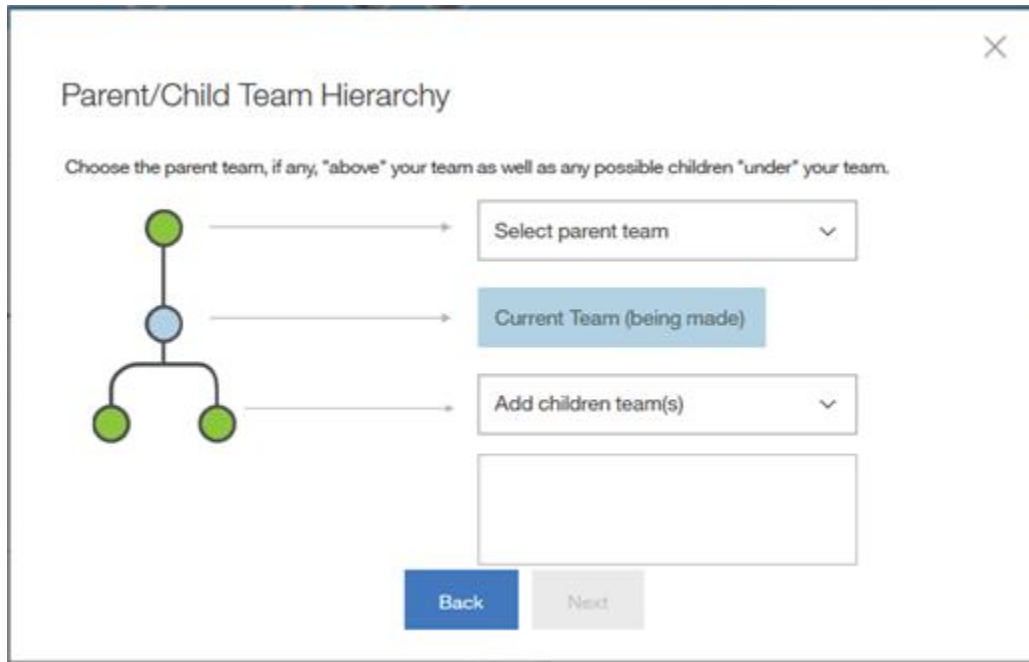 Parent/Child Team Hierarchy
Choose the parent team, if any, "above" your team as well as any possible children "under" your team.
Select parent team
Current Team (being made)
Add children team(s)
Back
Next